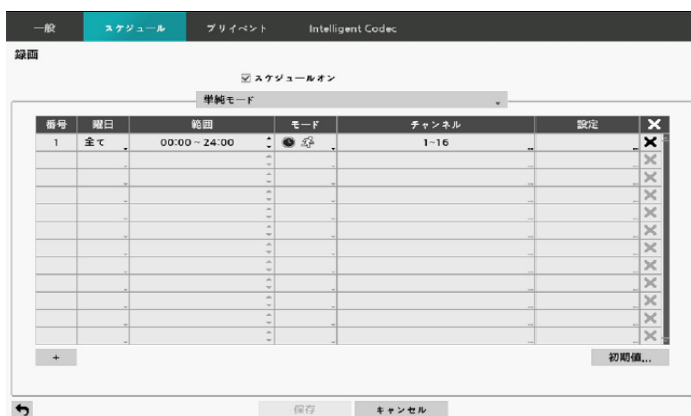 一般 スケジュール プリイベント Intelligent Codec
録画
スケジュールオン
単純モード
番号 曜日 範囲 モード チャンネル 設定
1 全て 00:00 ~ 24:00 1~16
+ 初期値...
保存 キャンセル